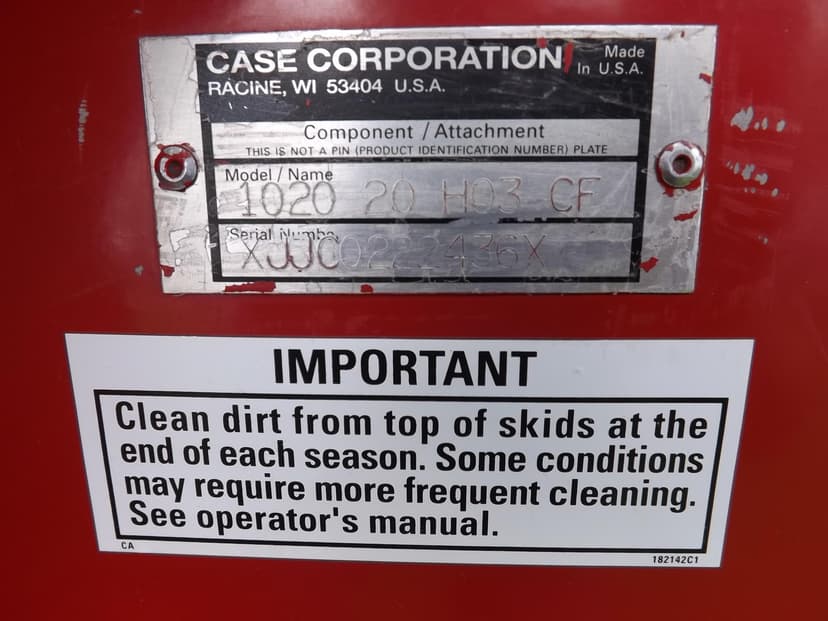 CASE CORPORATION
Made
In U.S.A.
RACINE, WI 53404 U.S.A.
Component / Attachment
THIS IS NOT A PIN (PRODUCT IDENTIFICATION NUMBER) PLATE
Model / Name
1020 20 H03 CF
Serial Numbe
IMPORTANT
Clean dirt from top of skids at the
end of each season. Some conditions
may require more frequent cleaning.
See operator's manual.
CA
182142C1